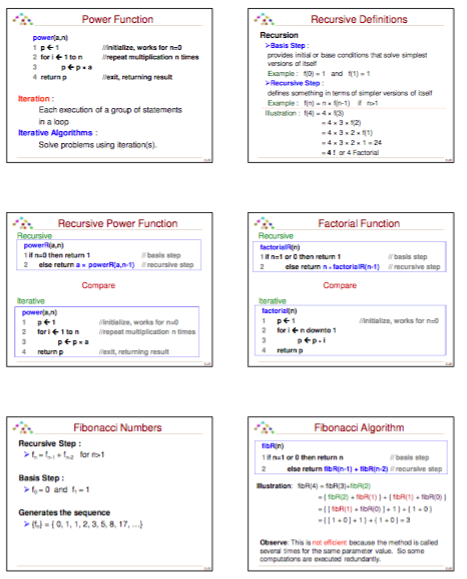 Power Function
power(a,n)
1 p ← 1 //initialize, works for n=0
2 for i ← 1 to n //repeat multiplication n times
3 p ← p × a
4 return p //exit, returning result
Iteration :
Each execution of a group of statements
in a loop
Iterative Algorithms :
Solve problems using iteration(s).
Recursive Definitions
Recursion
➢Basis Step :
provides initial or base conditions that solve simplest
versions of itself
Example : f(0) = 1 and f(1) = 1
➢Recursive Step :
defines something in terms of simpler versions of itself
Example : f(n) = n * f(n-1) if n>1
Illustration : f(4) = 4 × f(3)
= 4 × 3 × f(2)
= 4 × 3 × 2 × f(1)
= 4 × 3 × 2 × 1 = 24
= 4 ! or 4 Factorial
Recursive Power Function
Recursive
powerR(a,n)
1 if n=0 then return 1 // basis step
2 else return a × powerR(a,n-1) // recursive step
Compare
Iterative
power(a,n)
1 p ← 1 //initialize, works for n=0
2 for i ← 1 to n //repeat multiplication n times
3 p ← p × a
4 return p //exit, returning result
Factorial Function
Recursive
factorialR(n)
1 if n=1 or 0 then return 1 // basis step
2 else return n * factorialR(n-1) // recursive step
Compare
Iterative
factorial(n)
1 p ← 1 //initialize, works for n=0
2 for i ← n downto 1
3 p ← p * i
4 return p
Fibonacci Numbers
Recursive Step :
➢ fₙ = fₙ₋₁ + fₙ₋₂ for n>1
Basis Step :
➢ f₀ = 0 and f₁ = 1
Generates the sequence
➢ {fₙ} = { 0, 1, 1, 2, 3, 5, 8, 17, …}
Fibonacci Algorithm
fibR(n)
1 if n=1 or 0 then return n // basis step
2 else return fibR(n-1) + fibR(n-2) // recursive step
Illustration: fibR(4) = fibR(3)+fibR(2)
= { fibR(2) + fibR(1) } + { fibR(1) + fibR(0) }
= { [ fibR(1) + fibR(0) ] + 1 } + { 1 + 0 }
= { [ 1 + 0 ] + 1 } + { 1 + 0 } = 3
Observe: This is not efficient because the method is called
several times for the same parameter value. So some
computations are executed redundantly.